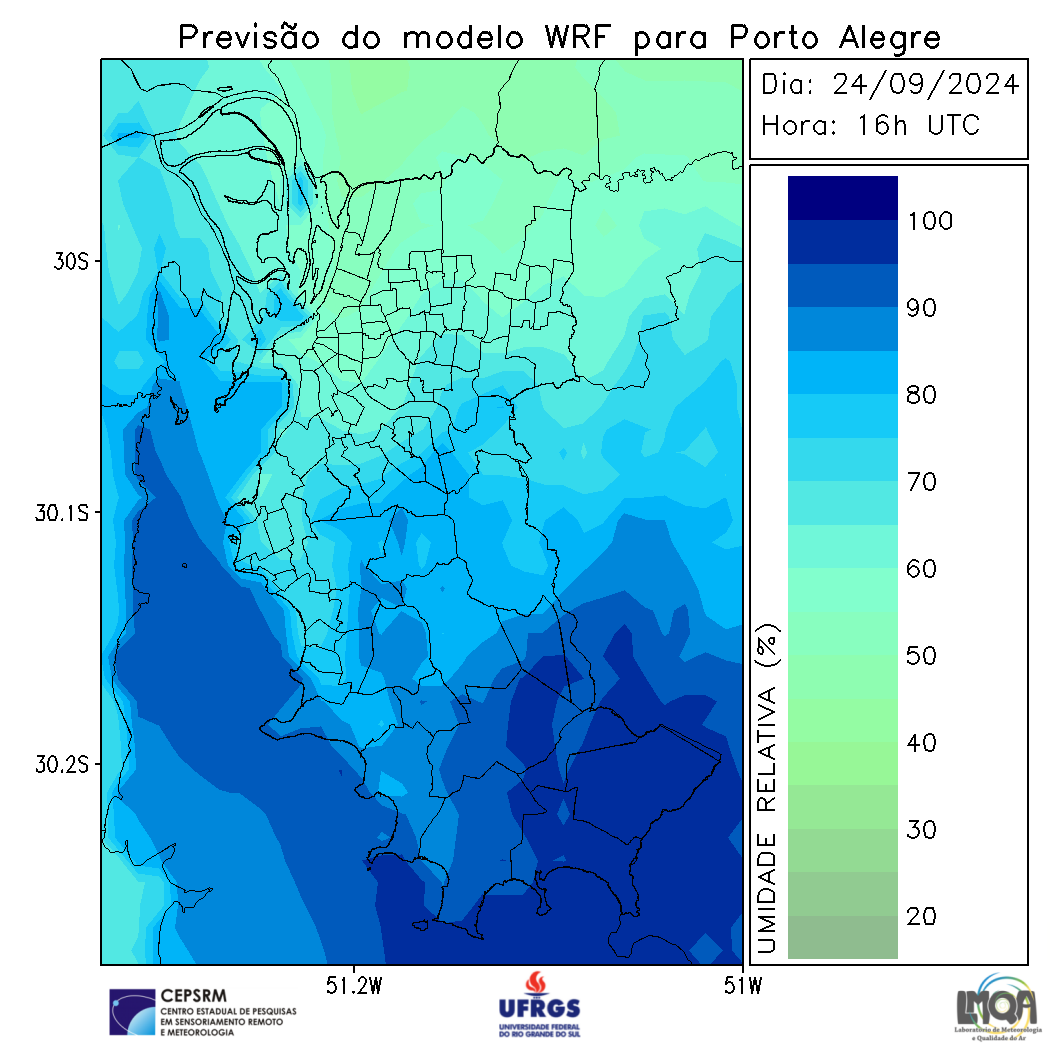 Previsão do modelo WRF para Porto Alegre
Dia: 24/09/2024
Hora: 16h UTC
30S
30.1S
30.2S
51.2W
51W
UMIDADE RELATIVA (%)
100
90
80
70
60
50
40
30
20
CEPSRM
CENTRO ESTADUAL DE PESQUISAS
EM SENSORIAMENTO REMOTO
E METEOROLOGIA
UFRGS
UNIVERSIDADE FEDERAL
DO RIO GRANDE DO SUL
LMQA
Laboratório de Meteorologia
e Qualidade do Ar